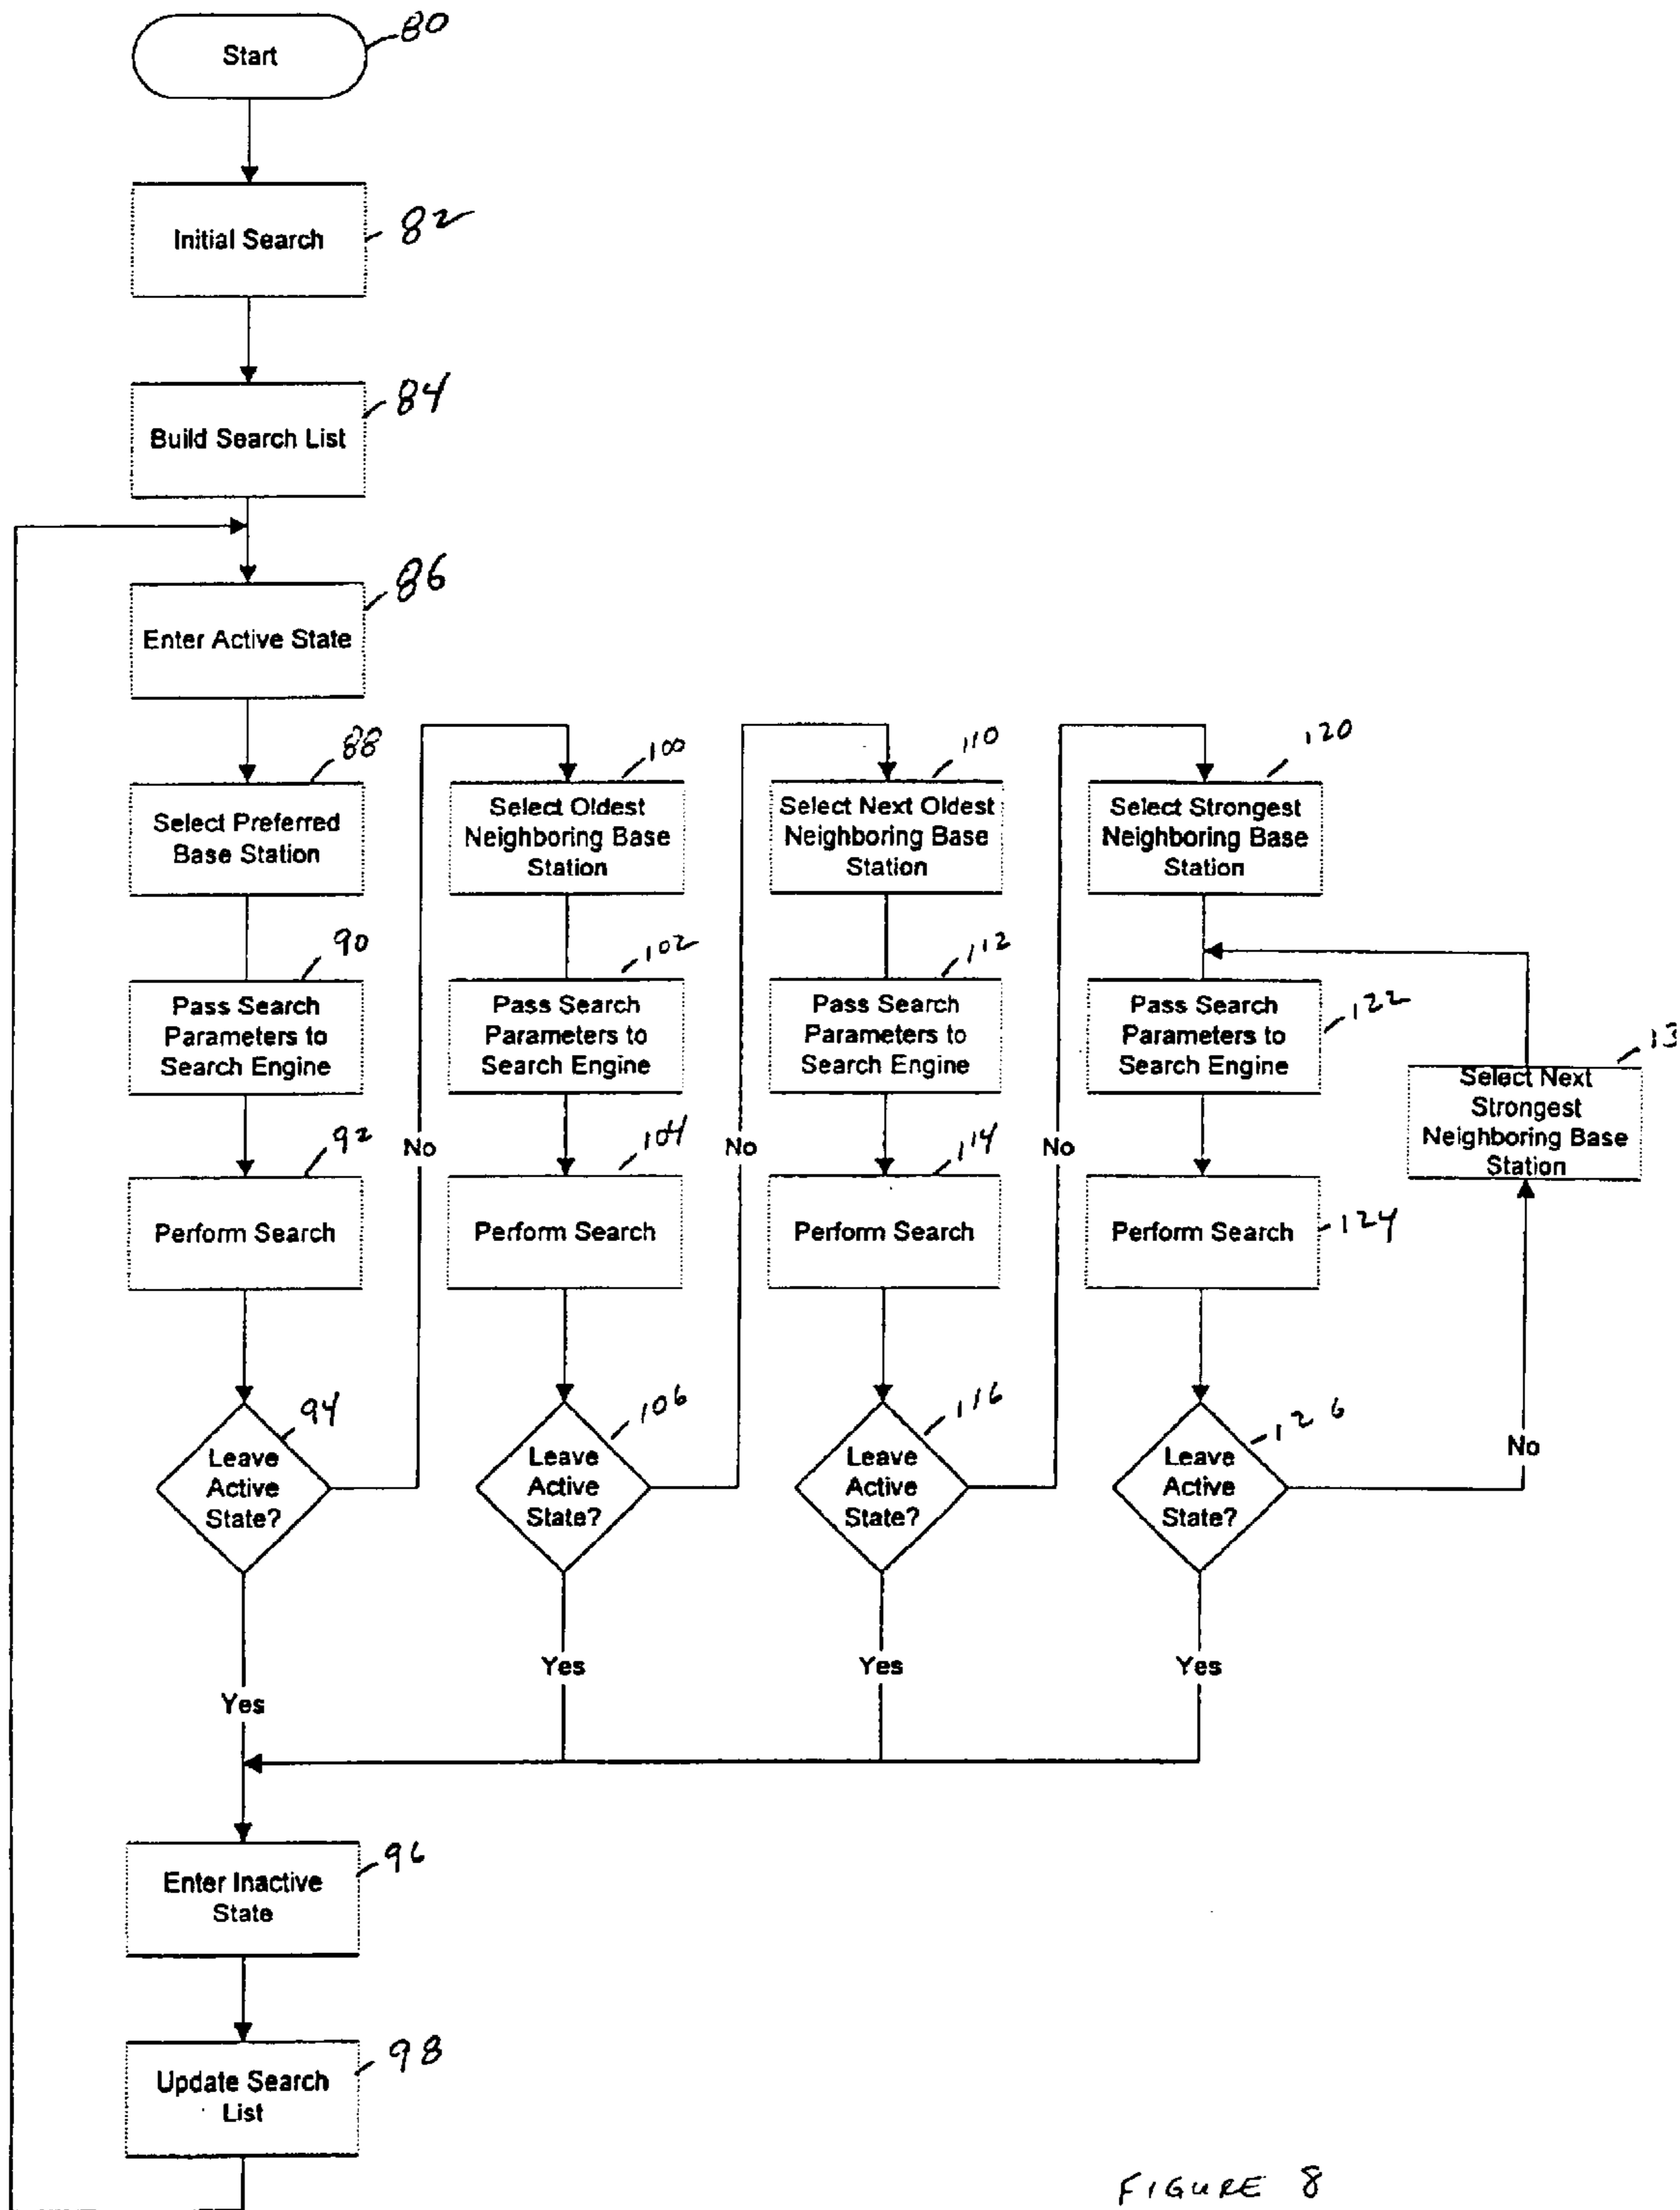 Start
80
Initial Search
82
Build Search List
84
Enter Active State
86
Select Preferred
Base Station
88
Pass Search
Parameters to
Search Engine
90
Perform Search
92
Leave
Active
State?
94
No
Yes
Select Oldest
Neighboring Base
Station
100
Pass Search
Parameters to
Search Engine
102
Perform Search
104
Leave
Active
State?
106
No
Yes
Select Next Oldest
Neighboring Base
Station
110
Pass Search
Parameters to
Search Engine
112
Perform Search
114
Leave
Active
State?
116
No
Yes
Select Strongest
Neighboring Base
Station
120
Pass Search
Parameters to
Search Engine
122
Perform Search
124
Leave
Active
State?
126
No
Yes
Select Next
Strongest
Neighboring Base
Station
13
Enter Inactive
State
96
Update Search
List
98
FIGURE 8